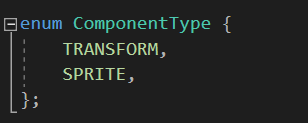 enum ComponentType {
    TRANSFORM,
    SPRITE,
};